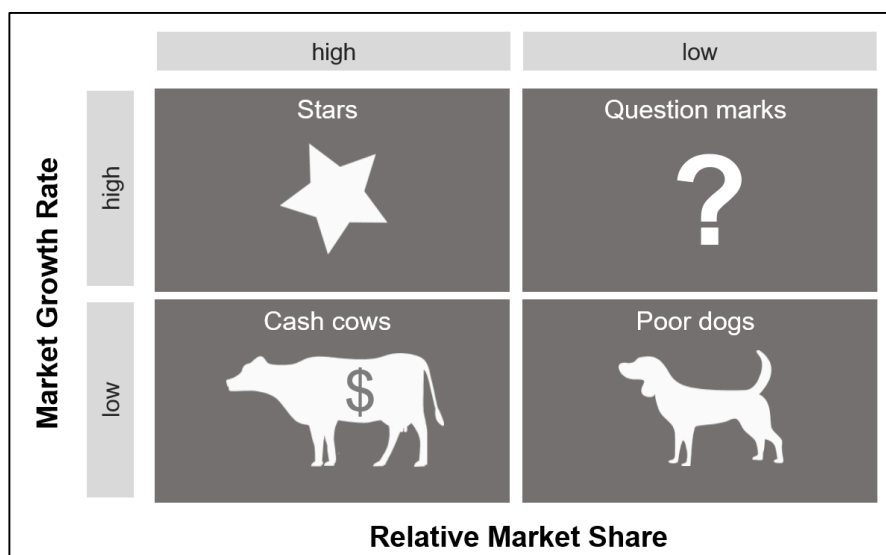 high
low
Market Growth Rate
high
Stars
Question marks
?
low
Cash cows
$
Poor dogs
Relative Market Share